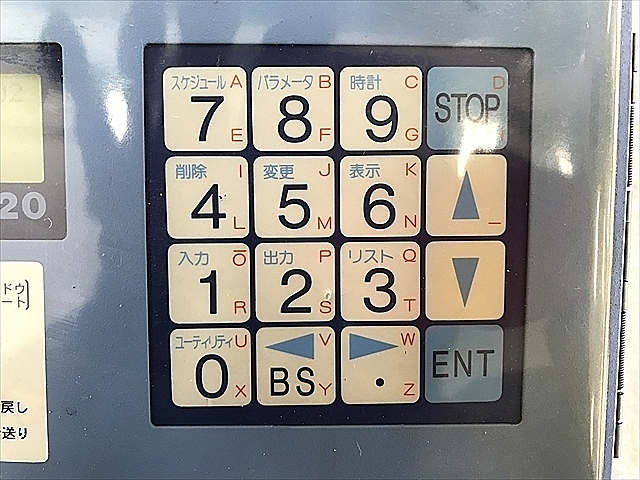 スケジュール A パラメータ B 時計 C D
7 8 9 STOP
E F G
削除 I 変更 J 表示 K
4 5 6
L M N _
入力 O 出力 P リスト Q
1 2 3
R S T
ユーティリティ U V W
0 BS . ENT
X Y Z
20
ドウ
ート
戻し
送り